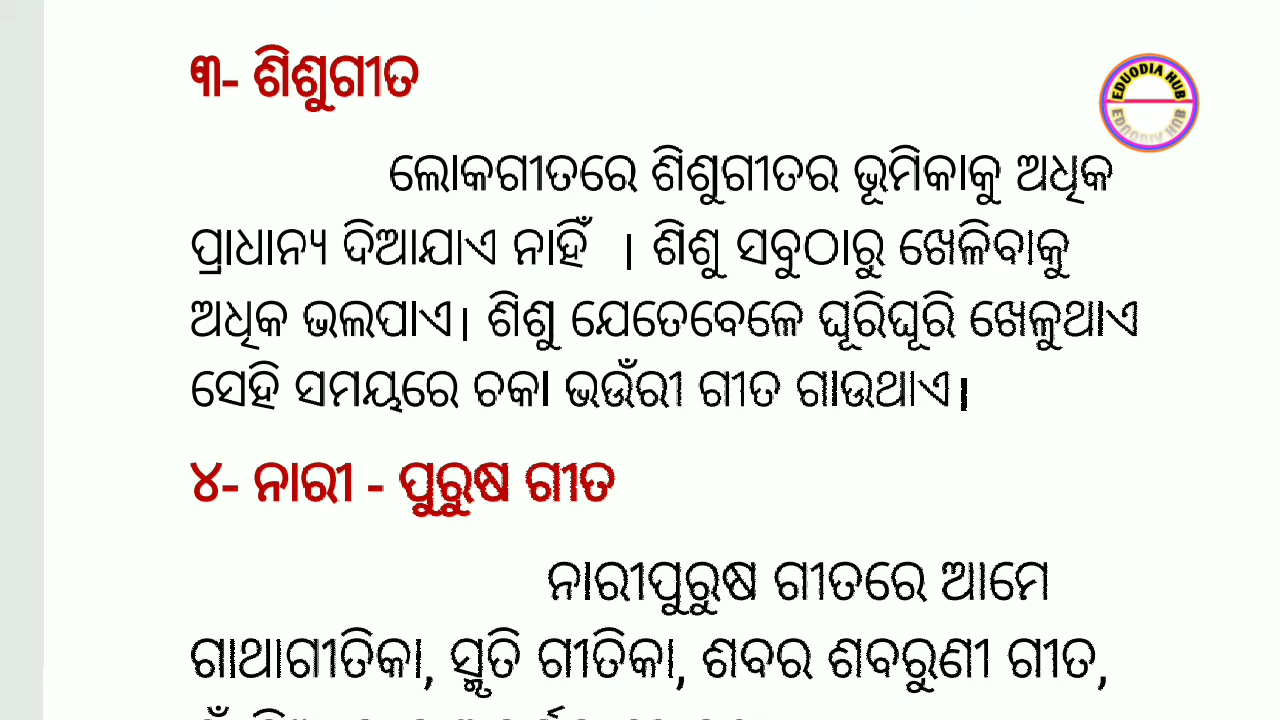 ୩- ଶିଶୁଗୀତ
EDUODIA HUB
ଲୋକଗୀତରେ ଶିଶୁଗୀତର ଭୂମିକାକୁ ଅଧିକ
ପ୍ରାଧାନ୍ୟ ଦିଆଯାଏ ନାହିଁ । ଶିଶୁ ସବୁଠାରୁ ଖେଳିବାକୁ
ଅଧିକ ଭଲପାଏ। ଶିଶୁ ଯେତେବେଳେ ଘୂରିଘୂରି ଖେଳୁଥାଏ
ସେହି ସମୟରେ ଚକା ଭଉଁରୀ ଗୀତ ଗାଉଥାଏ।
୪- ନାରୀ - ପୁରୁଷ ଗୀତ
ନାରୀପୁରୁଷ ଗୀତରେ ଆମେ
ଗାଥାଗୀତିକା, ସ୍ମୃତି ଗୀତିକା, ଶବର ଶବରୁଣୀ ଗୀତ,